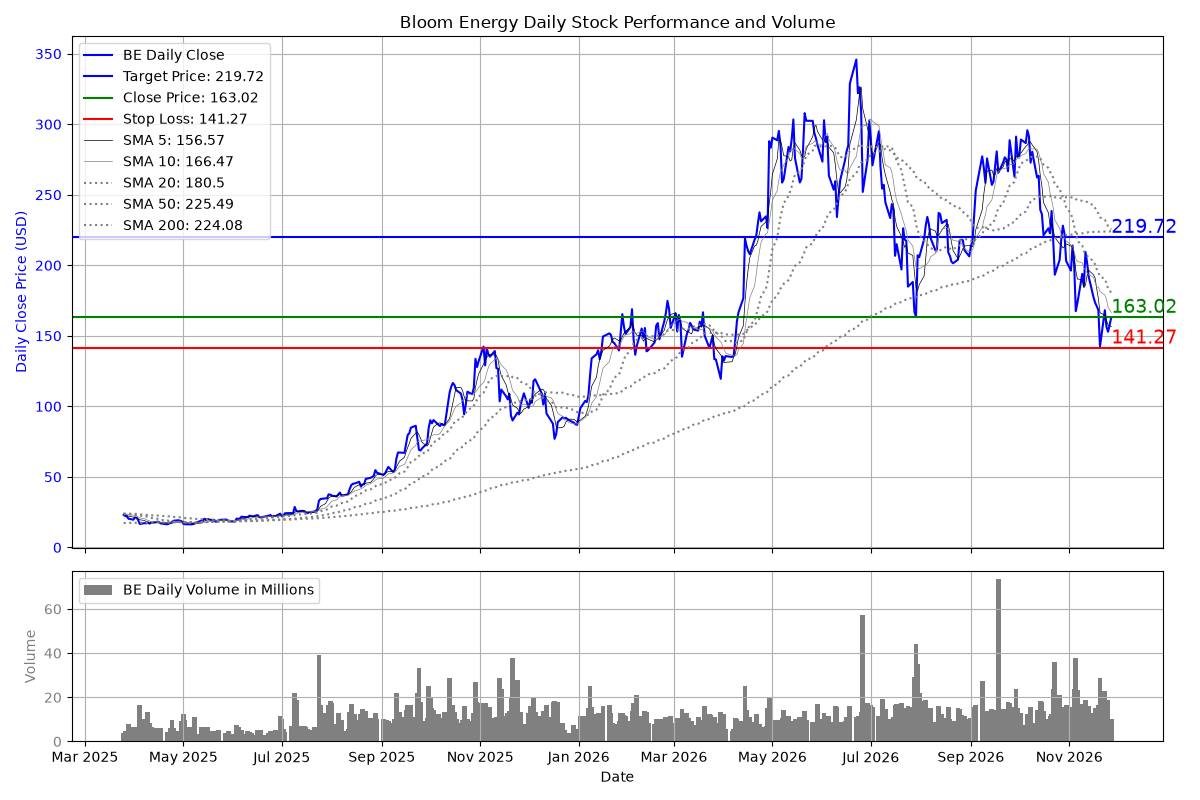 Bloom Energy Daily Stock Performance and Volume
350
300
250
200
150
100
50
0
Daily Close Price (USD)
BE Daily Close
Target Price: 219.72
Close Price: 163.02
Stop Loss: 141.27
SMA 5: 156.57
SMA 10: 166.47
SMA 20: 180.5
SMA 50: 225.49
SMA 200: 224.08
219.72
163.02
141.27
BE Daily Volume in Millions
60
40
20
0
Volume
Mar 2025 May 2025 Jul 2025 Sep 2025 Nov 2025 Jan 2026 Mar 2026 May 2026 Jul 2026 Sep 2026 Nov 2026
Date